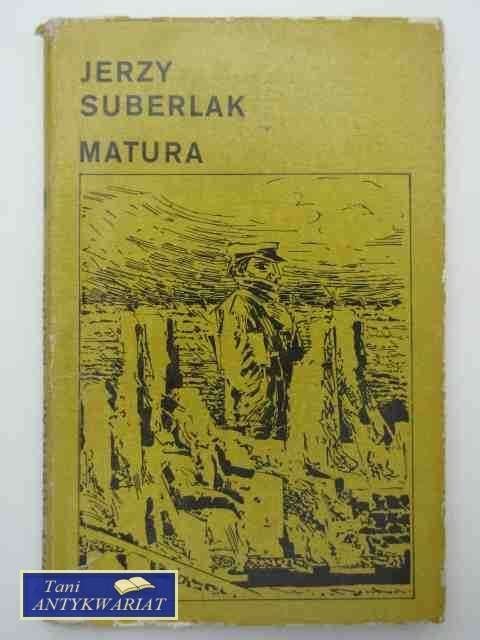 JERZY
SUBERLAK
MATURA
Tani
ANTYKWARIAT